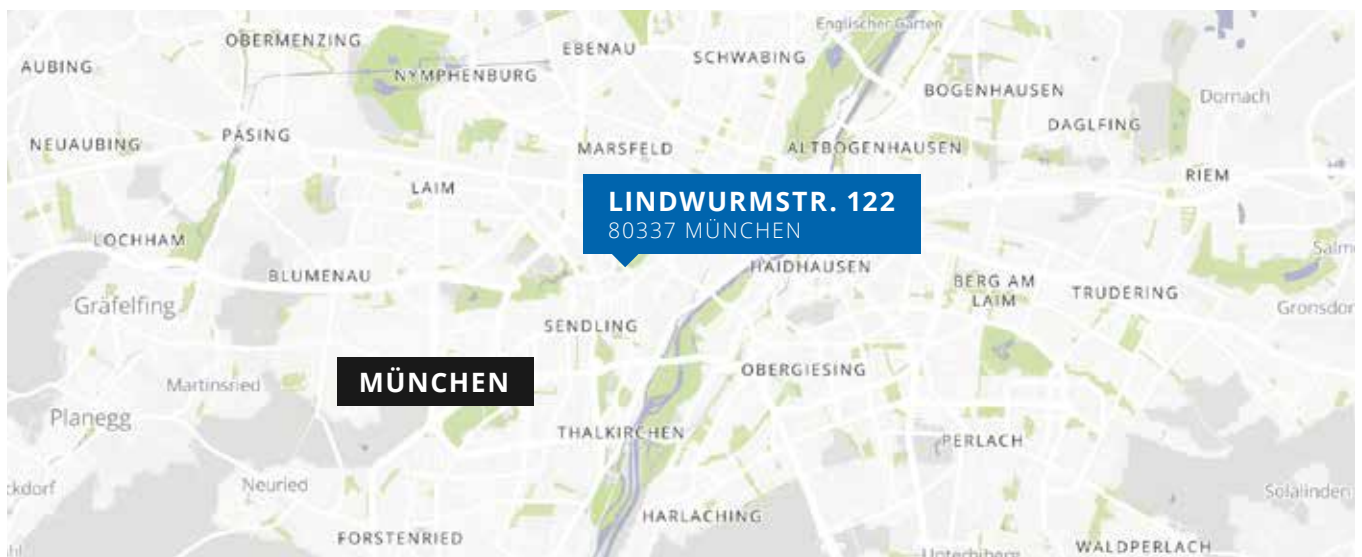 Englischer Garten
OBERMENZING
EBENAU
SCHWABING
AUBING
NYMPHENBURG
BOGENHAUSEN
Dornach
DAGLFING
PASING
NEUAUBING
MARSFELD
ALTBOGENHAUSEN
RIEM
LAIM
LINDWURMSTR. 122
80337 MÜNCHEN
LOCHHAM
HAIDHAUSEN
BLUMENAU
BERG AM
LAIM
TRUDERING
Gräfelfing
Gronsdor
SENDLING
OBERGIESING
MÜNCHEN
Martinsried
Planegg
THALKIRCHEN
PERLACH
Neuried
ckdorf
Solalinden
HARLACHING
FORSTENRIED
WALDPERLACH